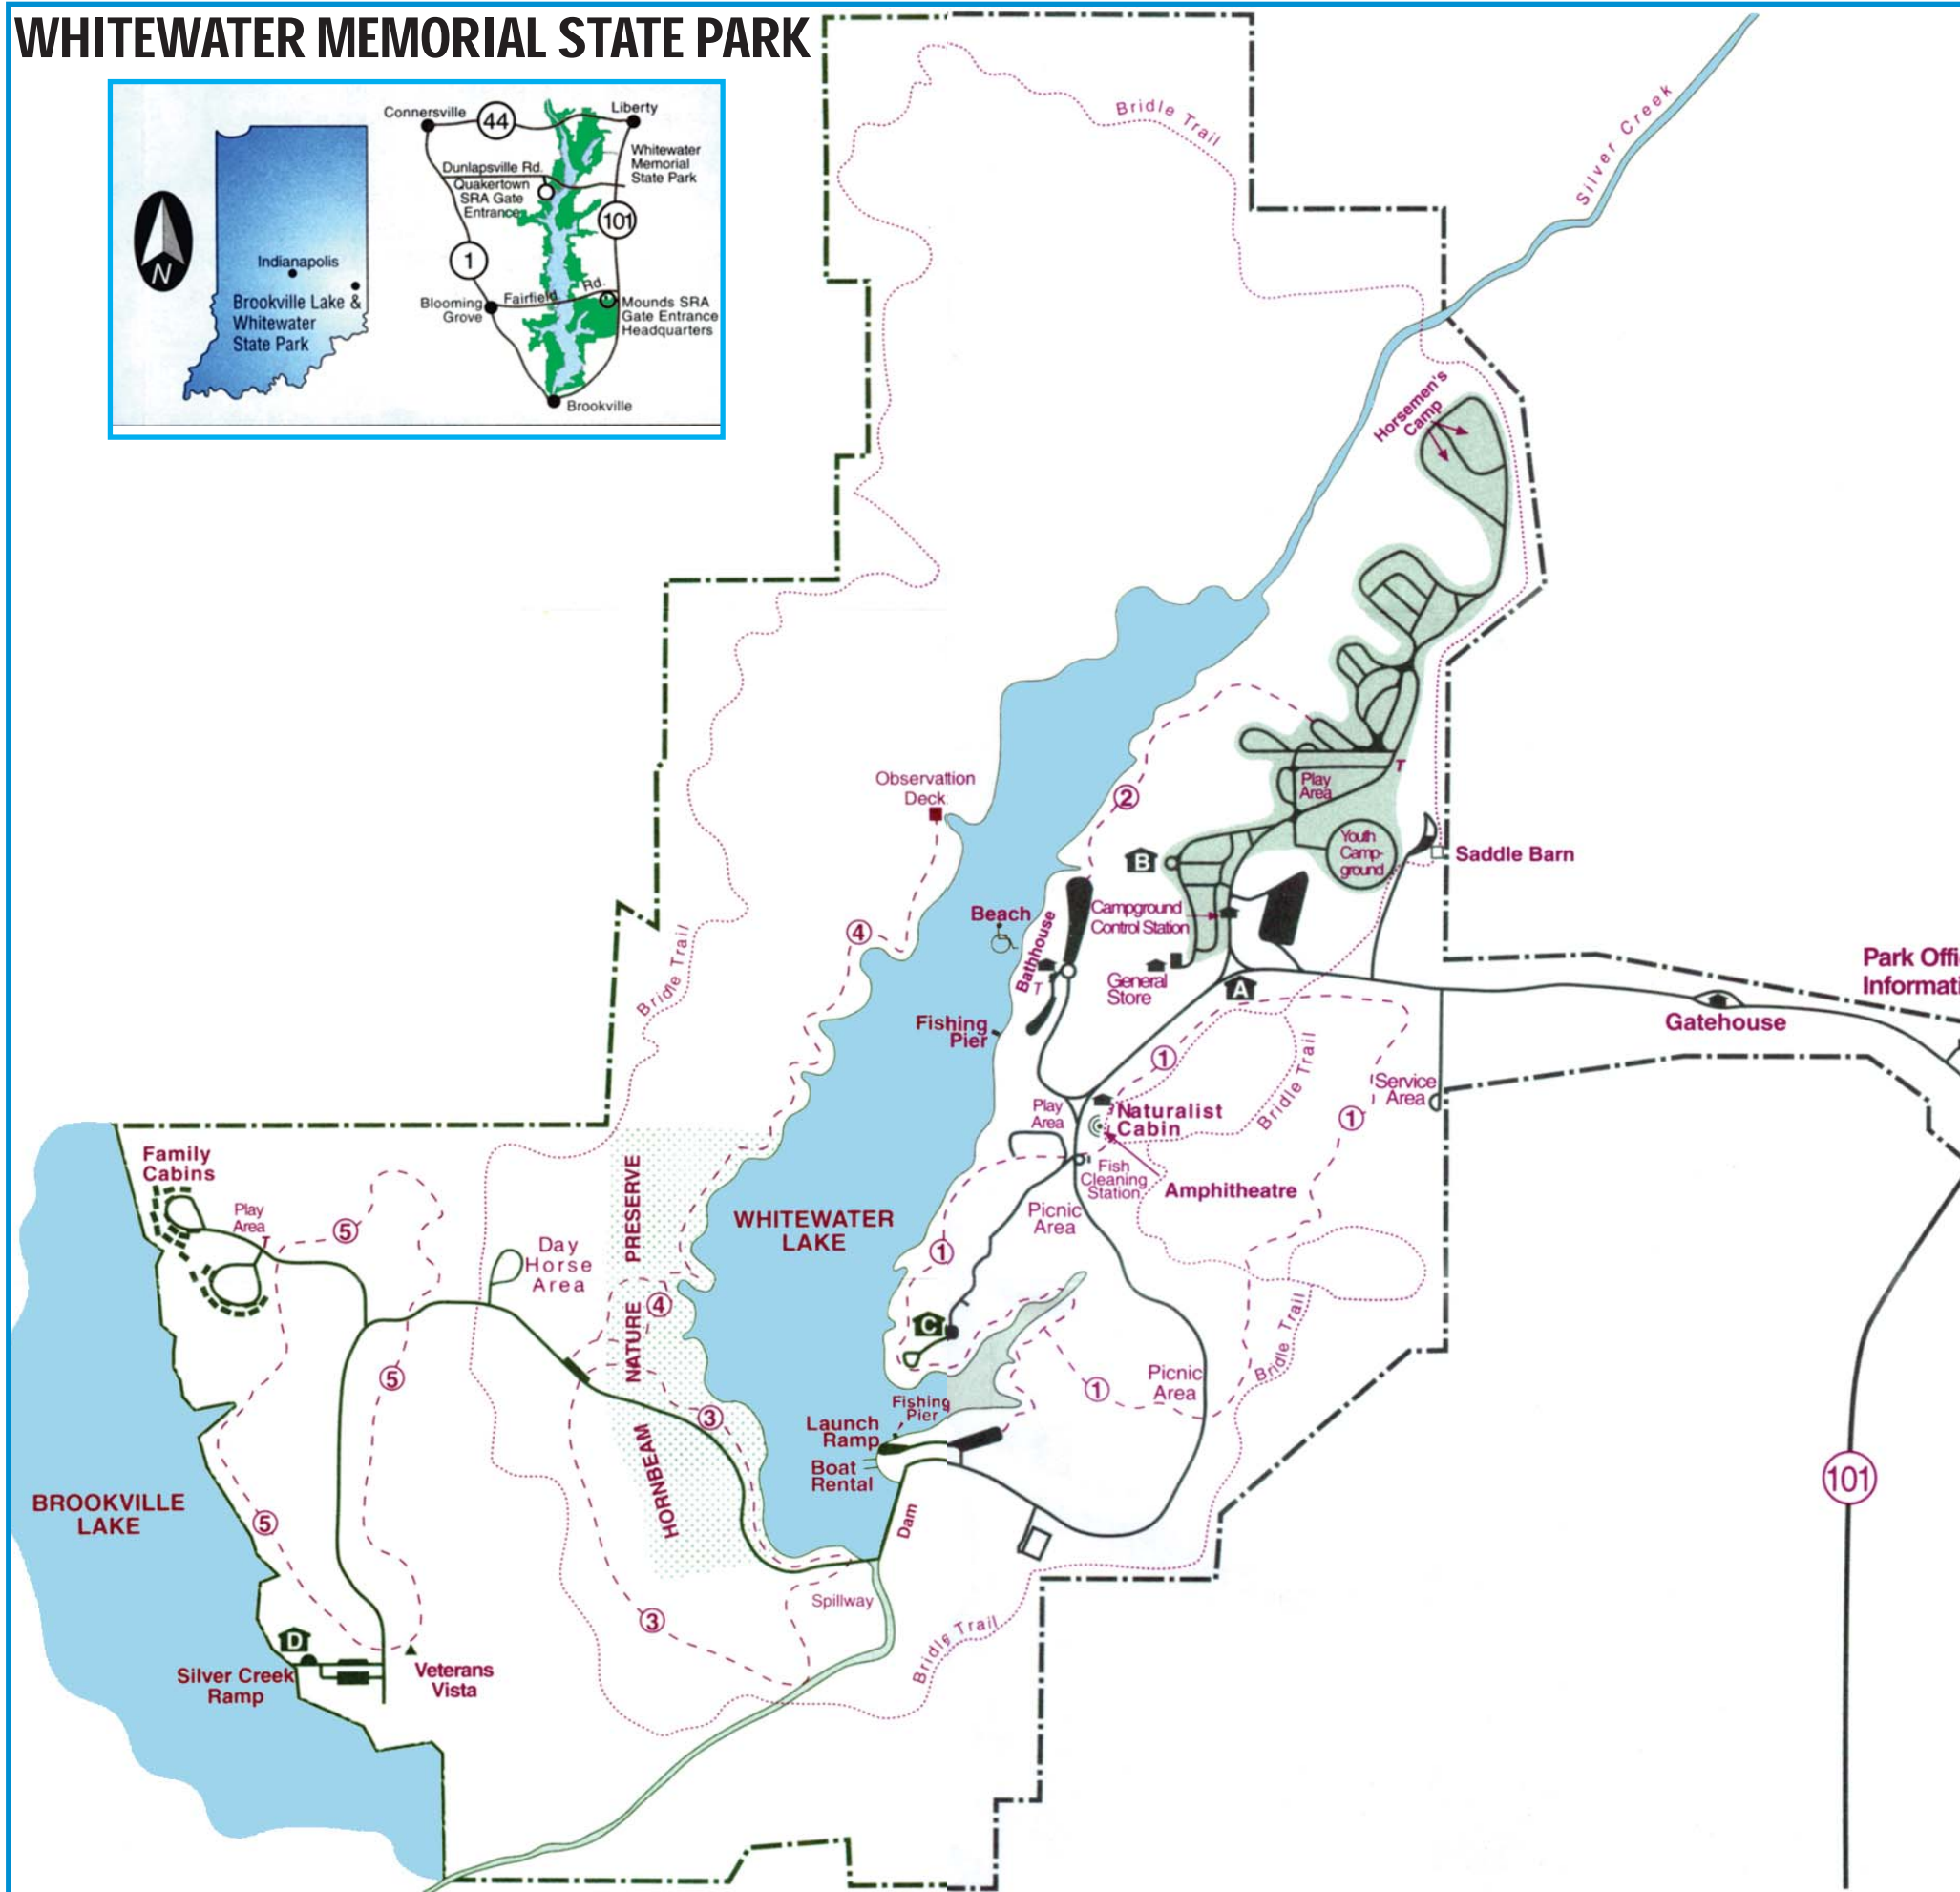 WHITEWATER MEMORIAL STATE PARK
N
Indianapolis
Brookville Lake &
Whitewater
State Park
Connersville
44
Liberty
Whitewater
Memorial
State Park
Dunlapsville Rd.
Quakertown
SRA Gate
Entrance
101
1
Blooming
Grove
Fairfield Rd.
Mounds SRA
Gate Entrance
Headquarters
Brookville
Bridle Trail
Silver Creek
Horsemen's
Camp
Observation
Deck
2
T
Play
Area
Youth
Camp-
ground
Saddle Barn
B
4
Beach
Bathhouse
T
Campground
Control Station
General
Store
A
Bridle Trail
Park Offi
Informati
Gatehouse
Fishing
Pier
1
Bridle Trail
Service
Area
1
Play
Area
Naturalist
Cabin
Fish
Cleaning
Station
Amphitheatre
Picnic
Area
Family
Cabins
Play
Area
T
5
Day
Horse
Area
HORNBEAM NATURE PRESERVE
WHITEWATER
LAKE
1
4
C
5
3
Fishing
Pier
Launch
Ramp
Boat
Rental
1
Picnic
Area
Bridle Trail
101
BROOKVILLE
LAKE
5
Dam
Spillway
3
Bridle Trail
D
Silver Creek
Ramp
Veterans
Vista